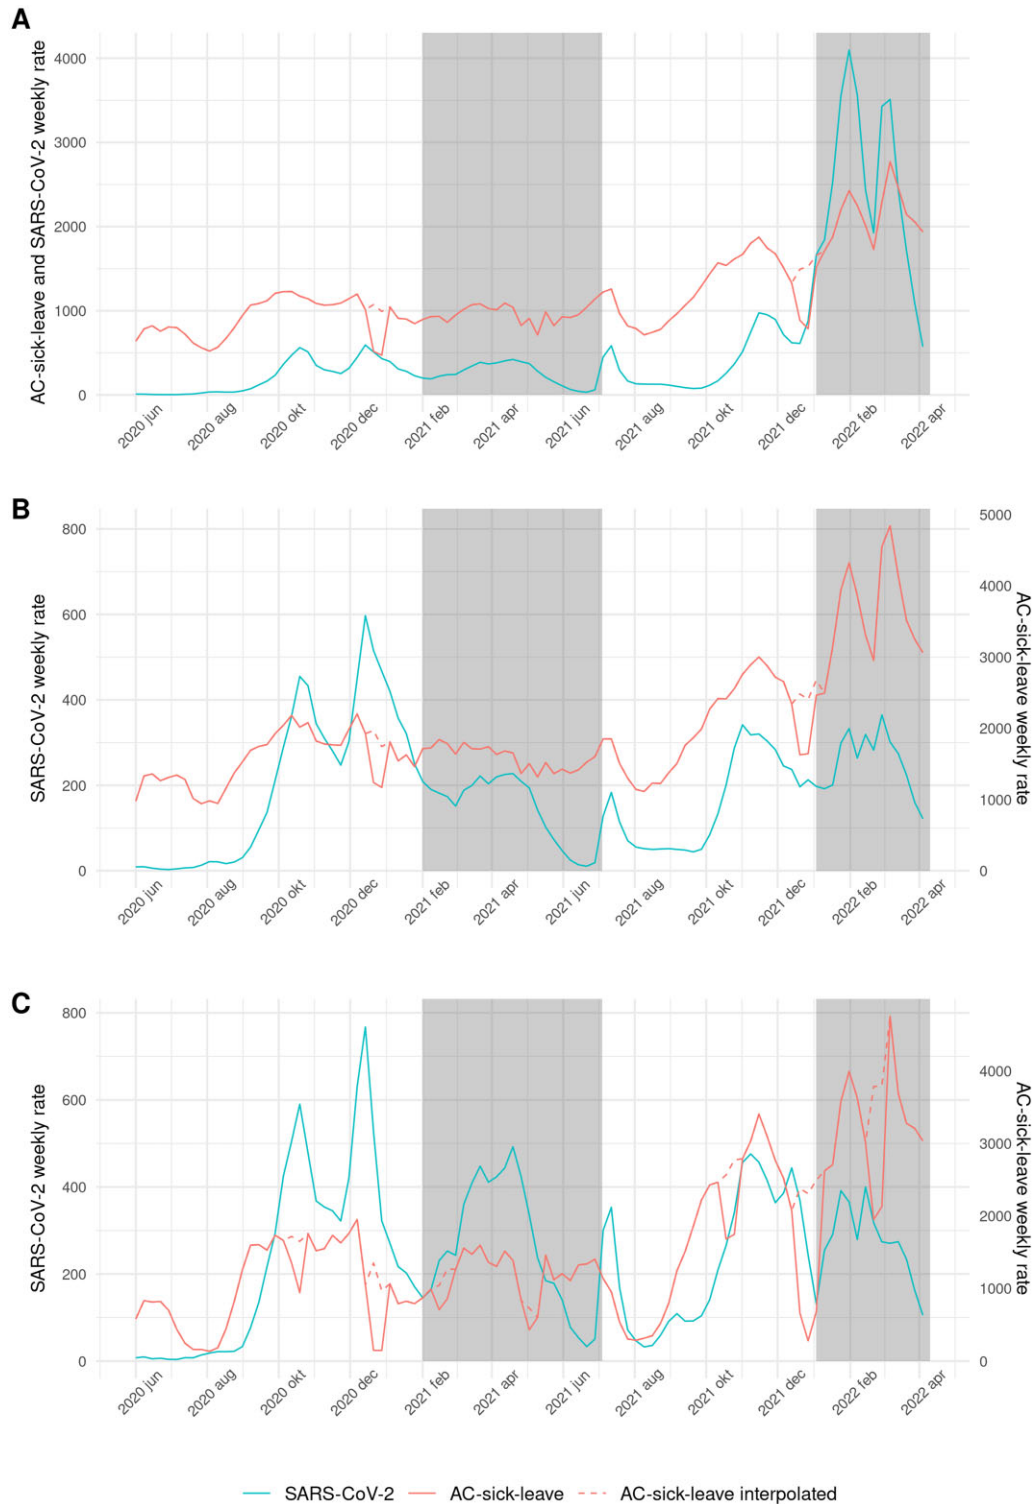 A
AC-sick-leave and SARS-CoV-2 weekly rate
4000
3000
2000
1000
0
2020 jun
2020 aug
2020 okt
2020 dec
2021 feb
2021 apr
2021 jun
2021 aug
2021 okt
2021 dec
2022 feb
2022 apr
B
SARS-CoV-2 weekly rate
800
600
400
200
0
5000
4000
3000
2000
1000
0
AC-sick-leave weekly rate
2020 jun
2020 aug
2020 okt
2020 dec
2021 feb
2021 apr
2021 jun
2021 aug
2021 okt
2021 dec
2022 feb
2022 apr
C
SARS-CoV-2 weekly rate
800
600
400
200
0
4000
3000
2000
1000
0
AC-sick-leave weekly rate
2020 jun
2020 aug
2020 okt
2020 dec
2021 feb
2021 apr
2021 jun
2021 aug
2021 okt
2021 dec
2022 feb
2022 apr
SARS-CoV-2 AC-sick-leave AC-sick-leave interpolated